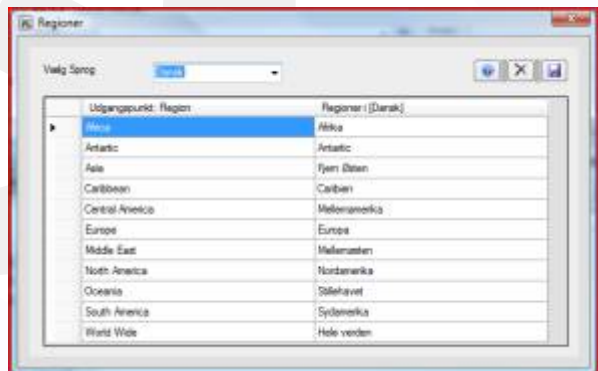 Regioner
Vælg Sprog Dansk
Udgangspunkt: Region Regioner i [Dansk]
Africa Afrika
Antartic Antartic
Asia Fjern Østen
Caribbean Caribien
Central America Mellemamerika
Europe Europa
Middle East Mellemøsten
North America Nordamerika
Oceania Stillehavet
South America Sydamerika
World Wide Hele verden